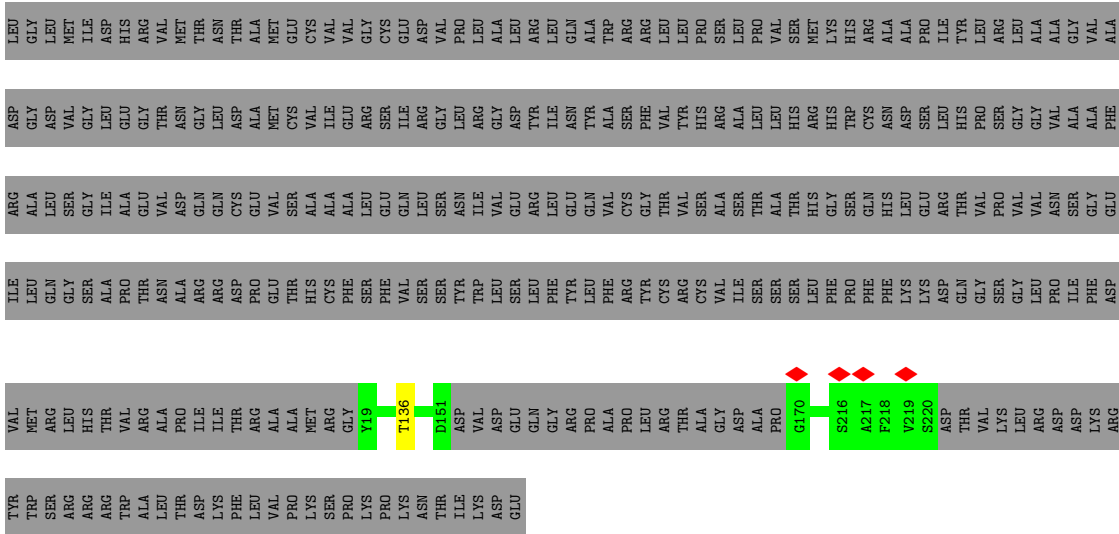 LEU GLY LEU MET ILE ASP HIS ARG VAL MET THR ASN THR ALA MET GLU CYS VAL VAL GLY CYS GLU ASP VAL PRO LEU ALA LEU ARG LEU GLN ALA TRP ARG ARG LEU LEU PRO SER LEU PRO VAL SER MET LYS HIS ARG ALA ALA PRO ILE TYR LEU ARG LEU ALA ALA GLY VAL ALA
ASP GLY ASP VAL GLY LEU GLU GLY THR ASN GLY LEU ASP ALA MET CYS VAL ILE GLU ARG SER ILE ARG GLY LEU ARG GLY ASP TYR ILE ASN TYR ALA SER PHE VAL TYR HIS ARG ALA LEU LEU HIS ARG HIS TRP CYS ASN ASP SER LEU HIS PRO SER GLY GLY VAL ALA ALA PHE
ARG ALA LEU SER GLY ILE ALA GLU VAL ASP GLN GLN CYS GLU VAL SER ALA ALA ALA LEU GLU GLN LEU SER ASN ILE VAL GLU ARG LEU GLU GLN VAL CYS GLY THR VAL SER ALA SER THR ALA THR HIS GLY SER GLN HIS LEU GLU ARG THR VAL PRO VAL VAL ASN SER GLY GLU
ILE LEU GLN GLY SER ALA PRO THR ASN ALA ARG ARG ASP PRO GLU THR HIS CYS PHE SER PHE VAL SER SER TYR TRP LEU SER LEU PHE TYR LEU PHE ARG TYR CYS ARG CYS VAL ILE SER SER SER LEU PHE PRO PHE PHE LYS LYS ASP GLN GLY SER GLY LEU PRO ILE PHE ASP
VAL MET ARG LEU HIS THR VAL ARG ALA PRO ILE ILE THR ARG ALA ALA MET ARG GLY Y19 T136 D151 ASP VAL ASP GLU GLN GLY ARG PRO ALA PRO LEU ARG THR ALA GLY ASP ALA PRO G170 S216 A217 F218 V219 S220 ASP THR VAL LYS LEU ARG ASP ASP LYS ARG
TYR TRP SER ARG ARG ARG TRP ALA LEU THR ASP LYS PHE LEU VAL PRO LYS SER PRO LYS PRO LYS ASN THR ILE LYS ASP GLU